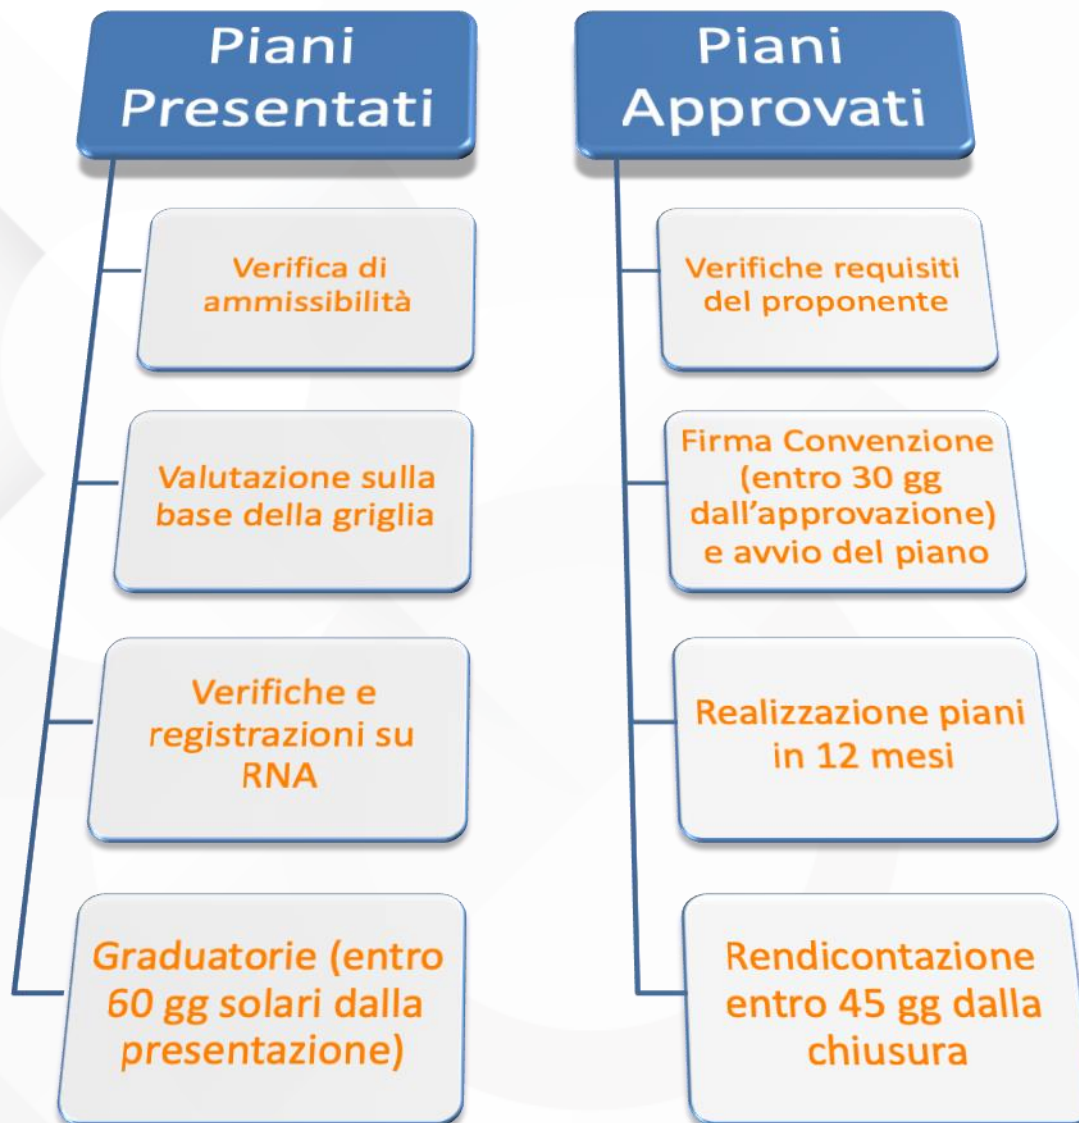 Piani
Presentati
Verifica di
ammissibilità
Valutazione sulla
base della griglia
Verifiche e
registrazioni su
RNA
Graduatorie (entro
60 gg solari dalla
presentazione)
Piani
Approvati
Verifiche requisiti
del proponente
Firma Convenzione
(entro 30 gg
dall’approvazione)
e avvio del piano
Realizzazione piani
in 12 mesi
Rendicontazione
entro 45 gg dalla
chiusura